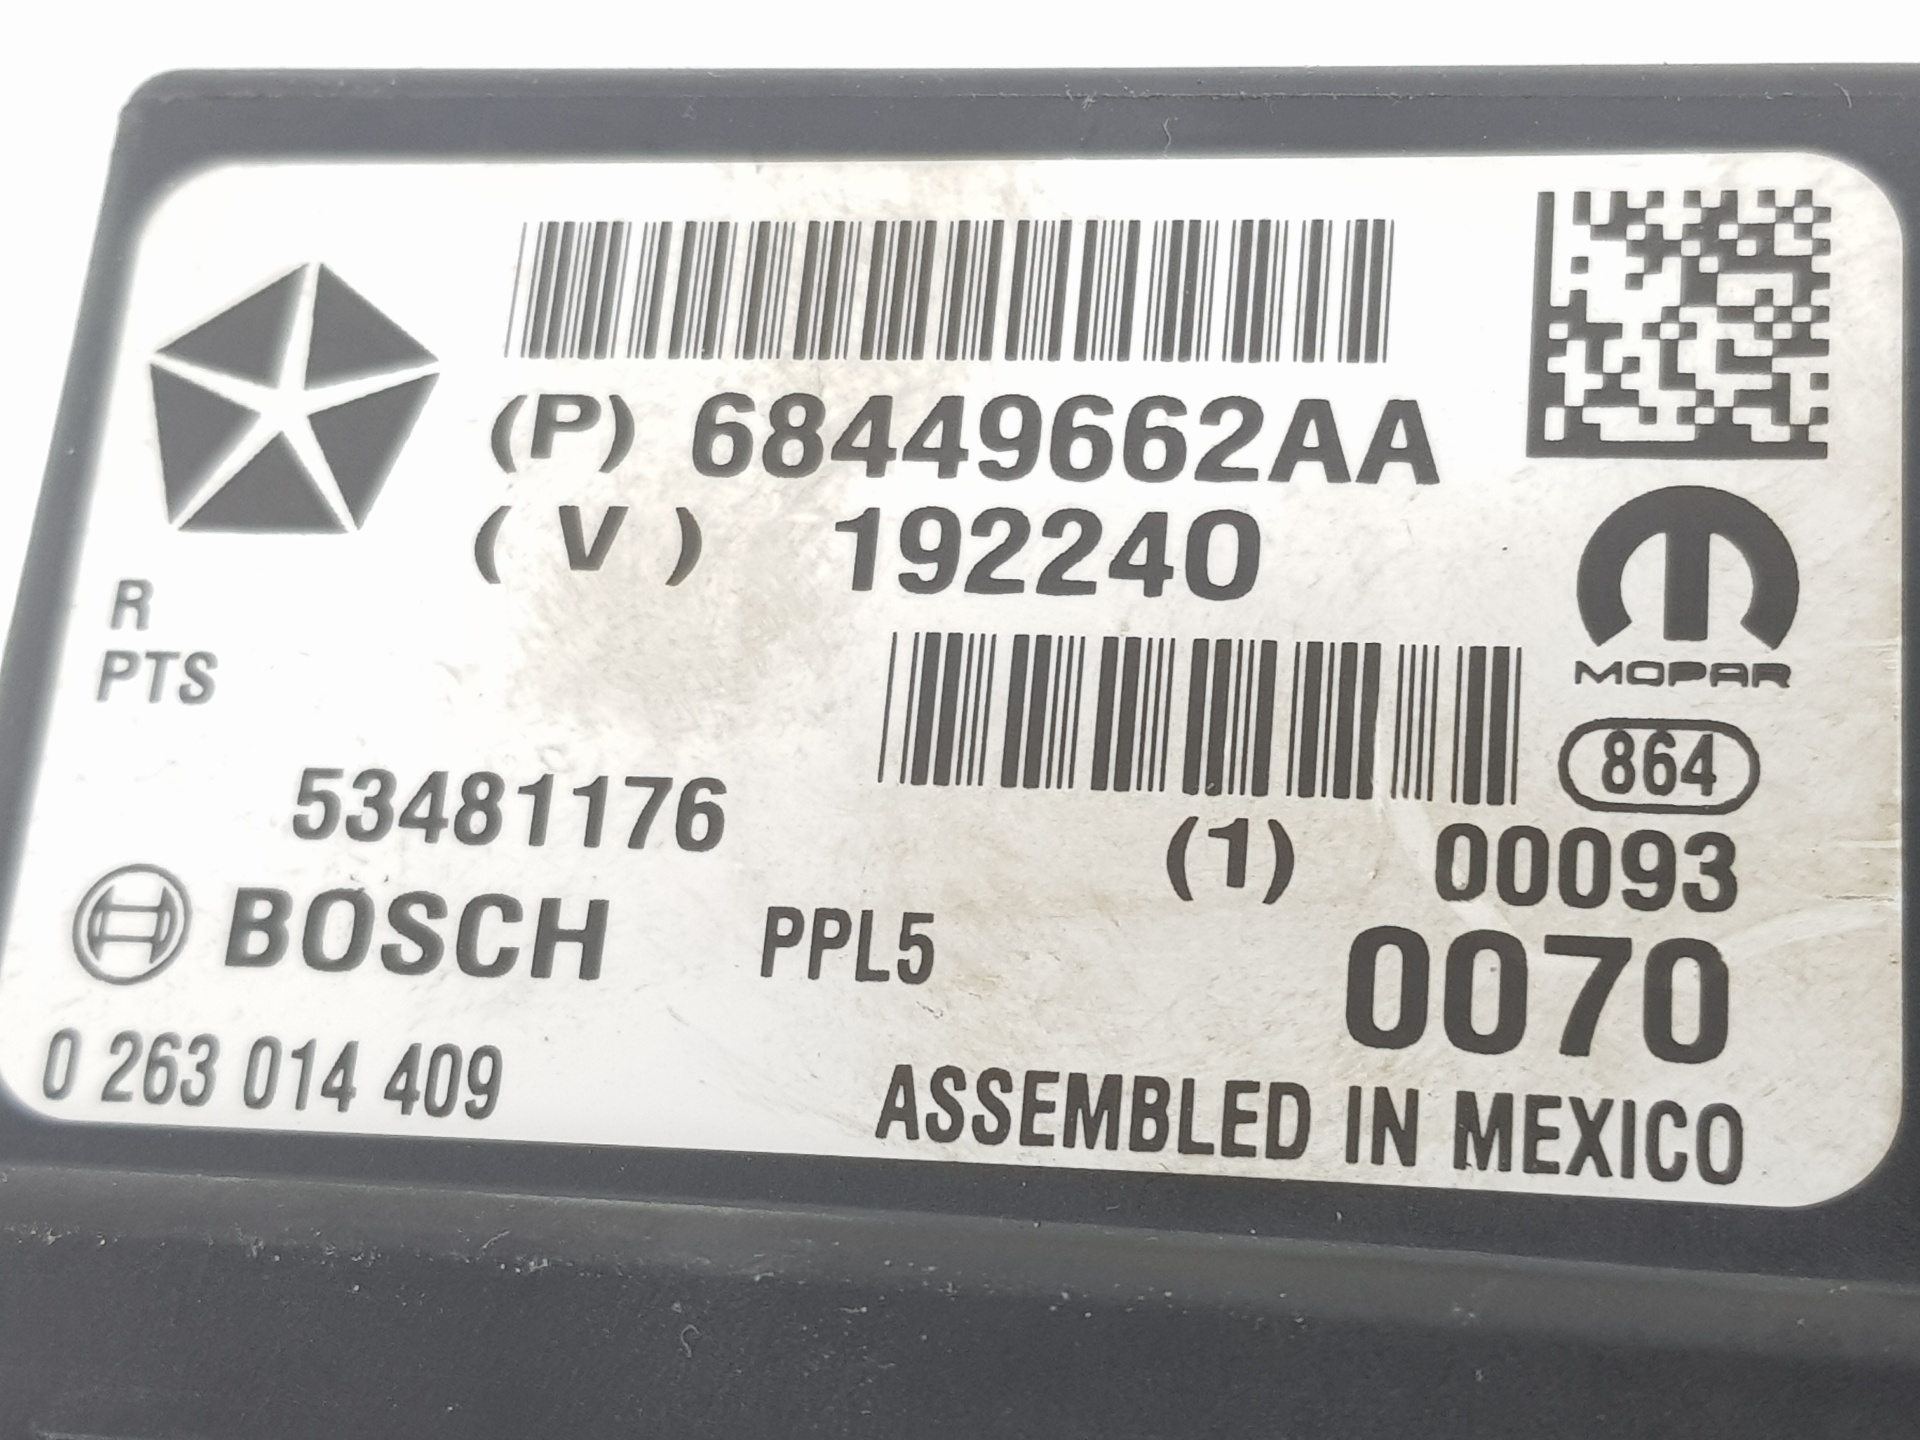 (P) 68449662AA
(V) 192240
MOPAR
R
PTS
864
53481176
(1) 00093
BOSCH PPL5
0070
0 263 014 409
ASSEMBLED IN MEXICO